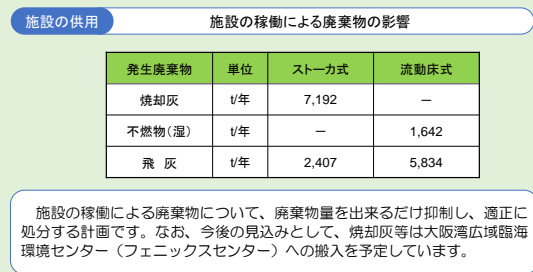 施設の供用 施設の稼働による廃棄物の影響
発生廃棄物 単位 ストーカ式 流動床式
焼却灰 t/年 7,192 －
不燃物(湿) t/年 － 1,642
飛 灰 t/年 2,407 5,834
施設の稼働による廃棄物について、廃棄物量を出来るだけ抑制し、適正に
処分する計画です。なお、今後の見込みとして、焼却灰等は大阪湾広域臨海
環境センター（フェニックスセンター）への搬入を予定しています。